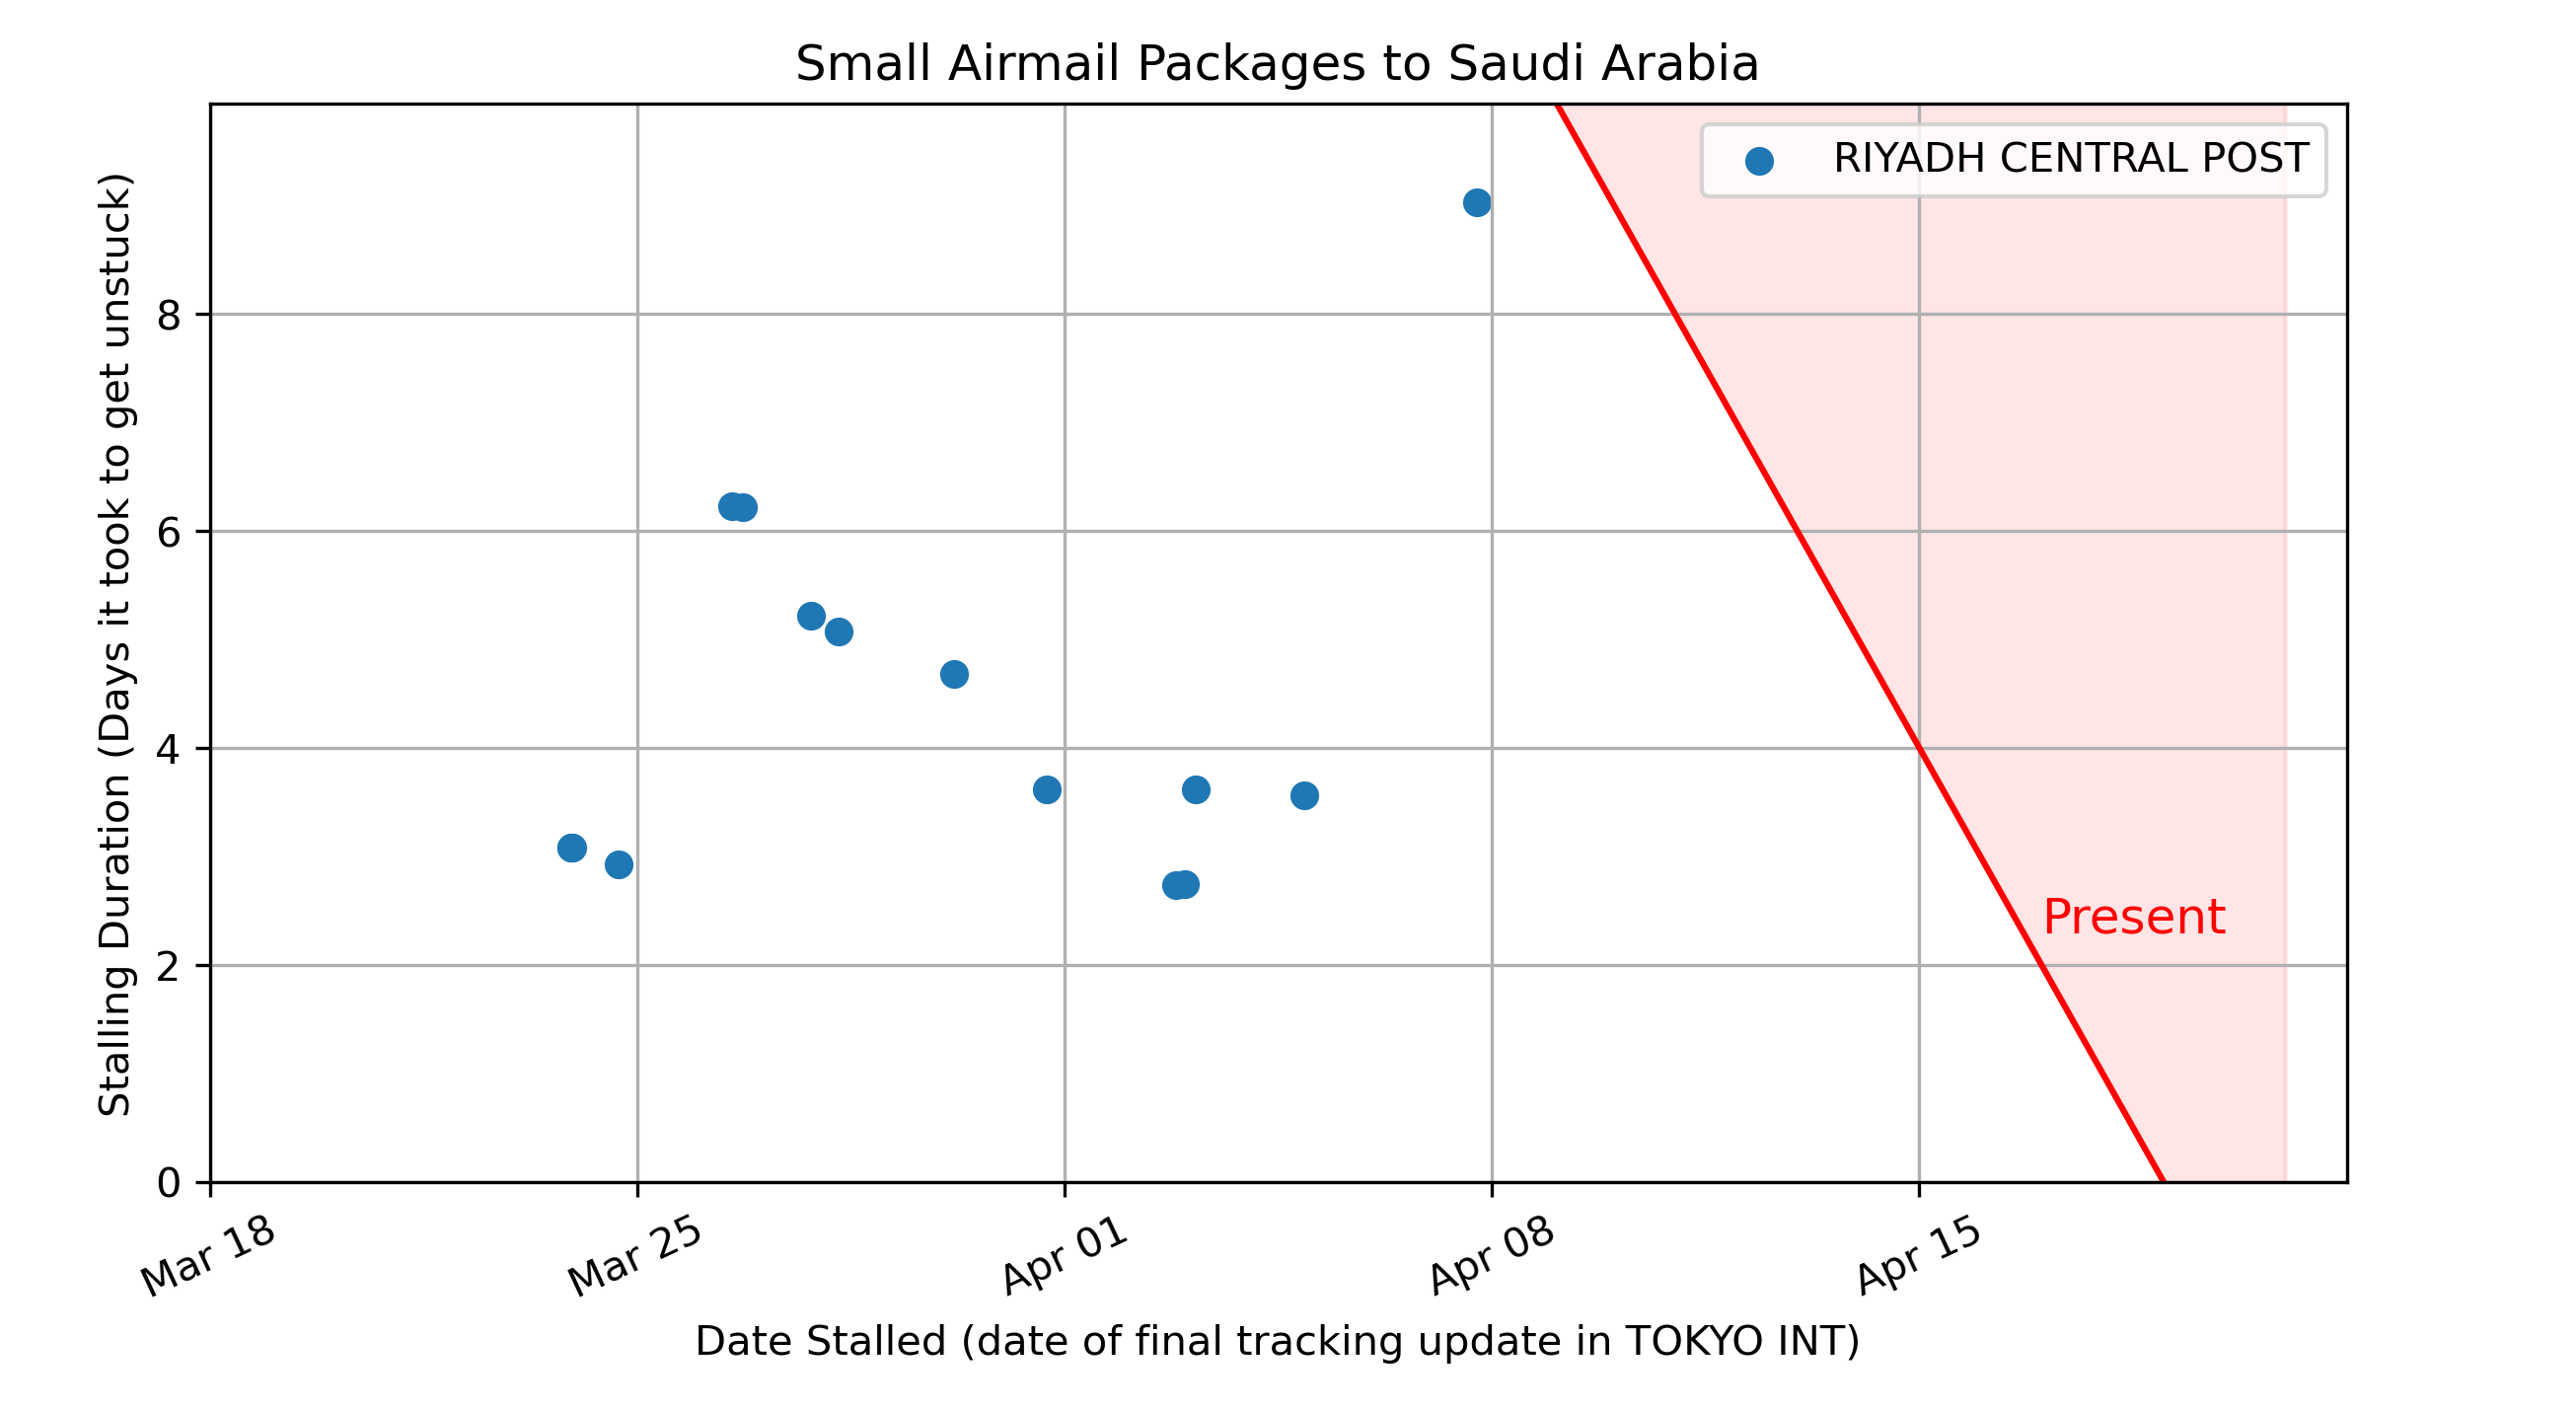 Small Airmail Packages to Saudi Arabia
RIYADH CENTRAL POST
Stalling Duration (Days it took to get unstuck)
8
6
4
2
0
Present
Mar 18
Mar 25
Apr 01
Apr 08
Apr 15
Date Stalled (date of final tracking update in TOKYO INT)